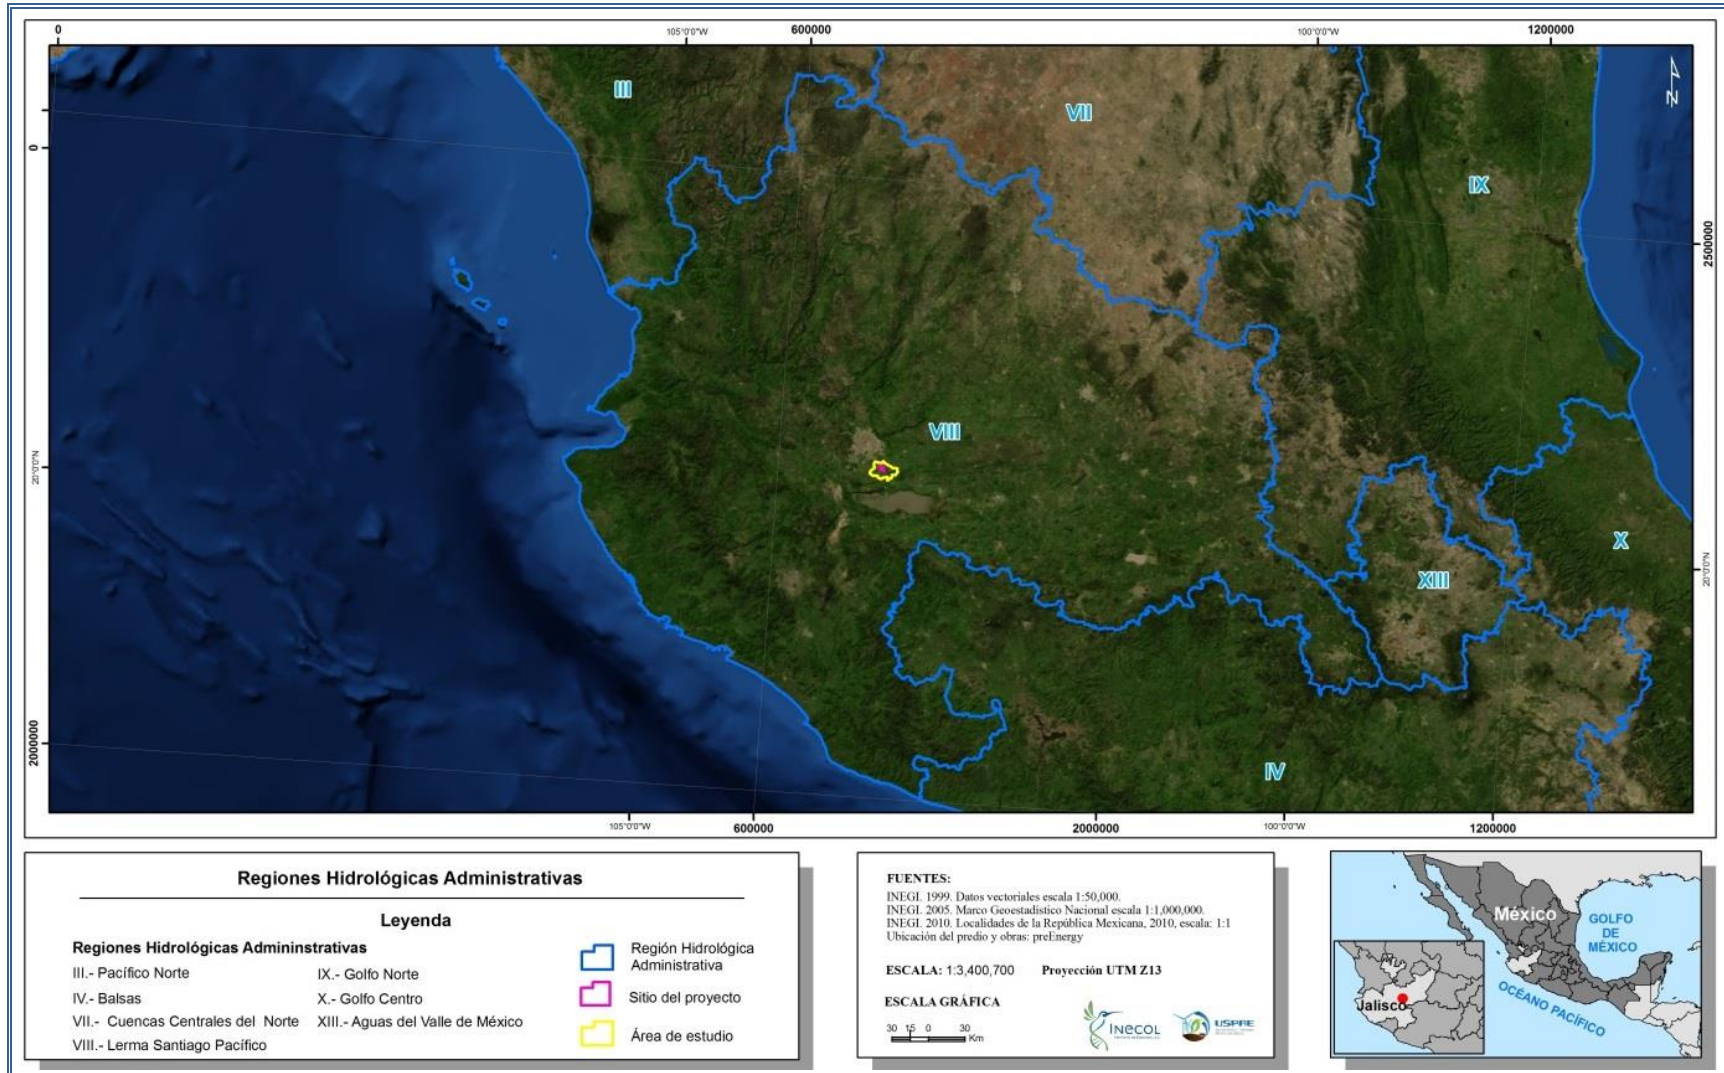 0
105°0'0"W
600000
100°0'0"W
1200000
III
VII
IX
0
2500000
20°0'0"N
VIII
X
XIII
20°0'0"N
2000000
IV
105°0'0"W
600000
2000000
100°0'0"W
1200000
N
Regiones Hidrológicas Administrativas
Leyenda
Regiones Hidrológicas Admininstrativas
III.- Pacífico Norte
IV.- Balsas
VII.- Cuencas Centrales del Norte
VIII.- Lerma Santiago Pacífico
IX.- Golfo Norte
X.- Golfo Centro
XIII.- Aguas del Valle de México
Región Hidrológica
Administrativa
Sitio del proyecto
Área de estudio
FUENTES:
INEGI. 1999. Datos vectoriales escala 1:50,000.
INEGI. 2005. Marco Geoestadístico Nacional escala 1:1,000,000.
INEGI. 2010. Localidades de la República Mexicana, 2010, escala: 1:1
Ubicación del predio y obras: preEnergy
ESCALA: 1:3,400,700 Proyección UTM Z13
ESCALA GRÁFICA
30 15 0 30
Km
INECOL
USPAE
México
GOLFO
DE
MÉXICO
OCÉANO PACÍFICO
Jalisco